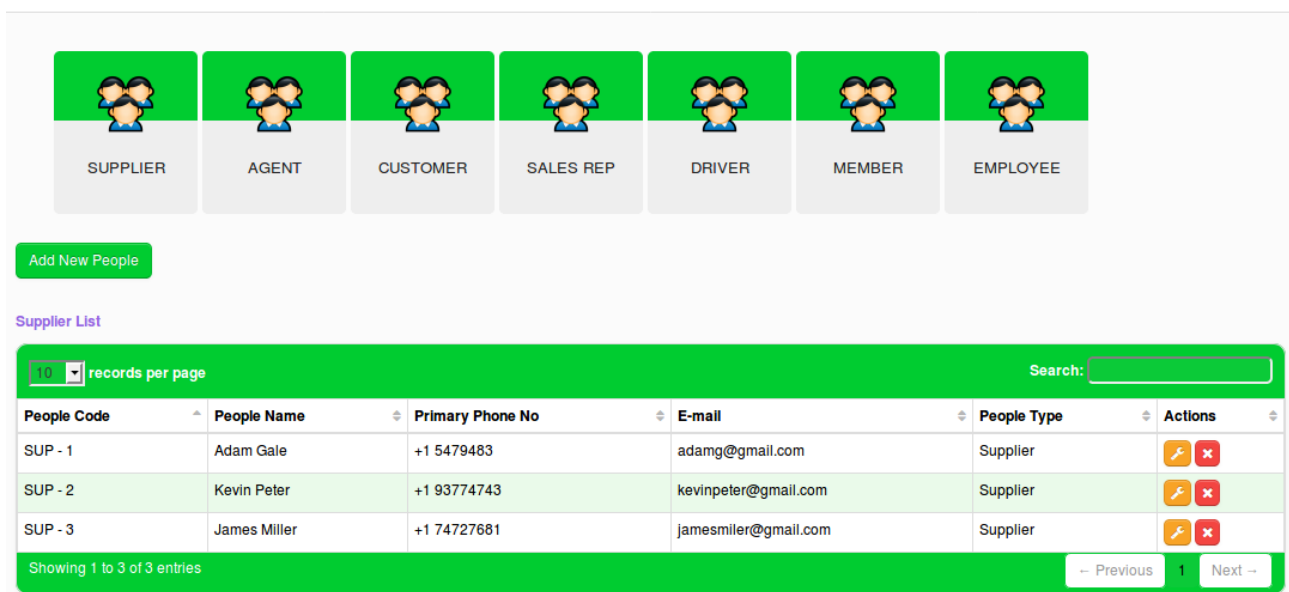 SUPPLIER AGENT CUSTOMER SALES REP DRIVER MEMBER EMPLOYEE
Add New People
Supplier List
10 records per page Search:
People Code People Name Primary Phone No E-mail People Type Actions
SUP - 1 Adam Gale +1 5479483 adamg@gmail.com Supplier
SUP - 2 Kevin Peter +1 93774743 kevinpeter@gmail.com Supplier
SUP - 3 James Miller +1 74727681 jamesmiler@gmail.com Supplier
Showing 1 to 3 of 3 entries ← Previous 1 Next →